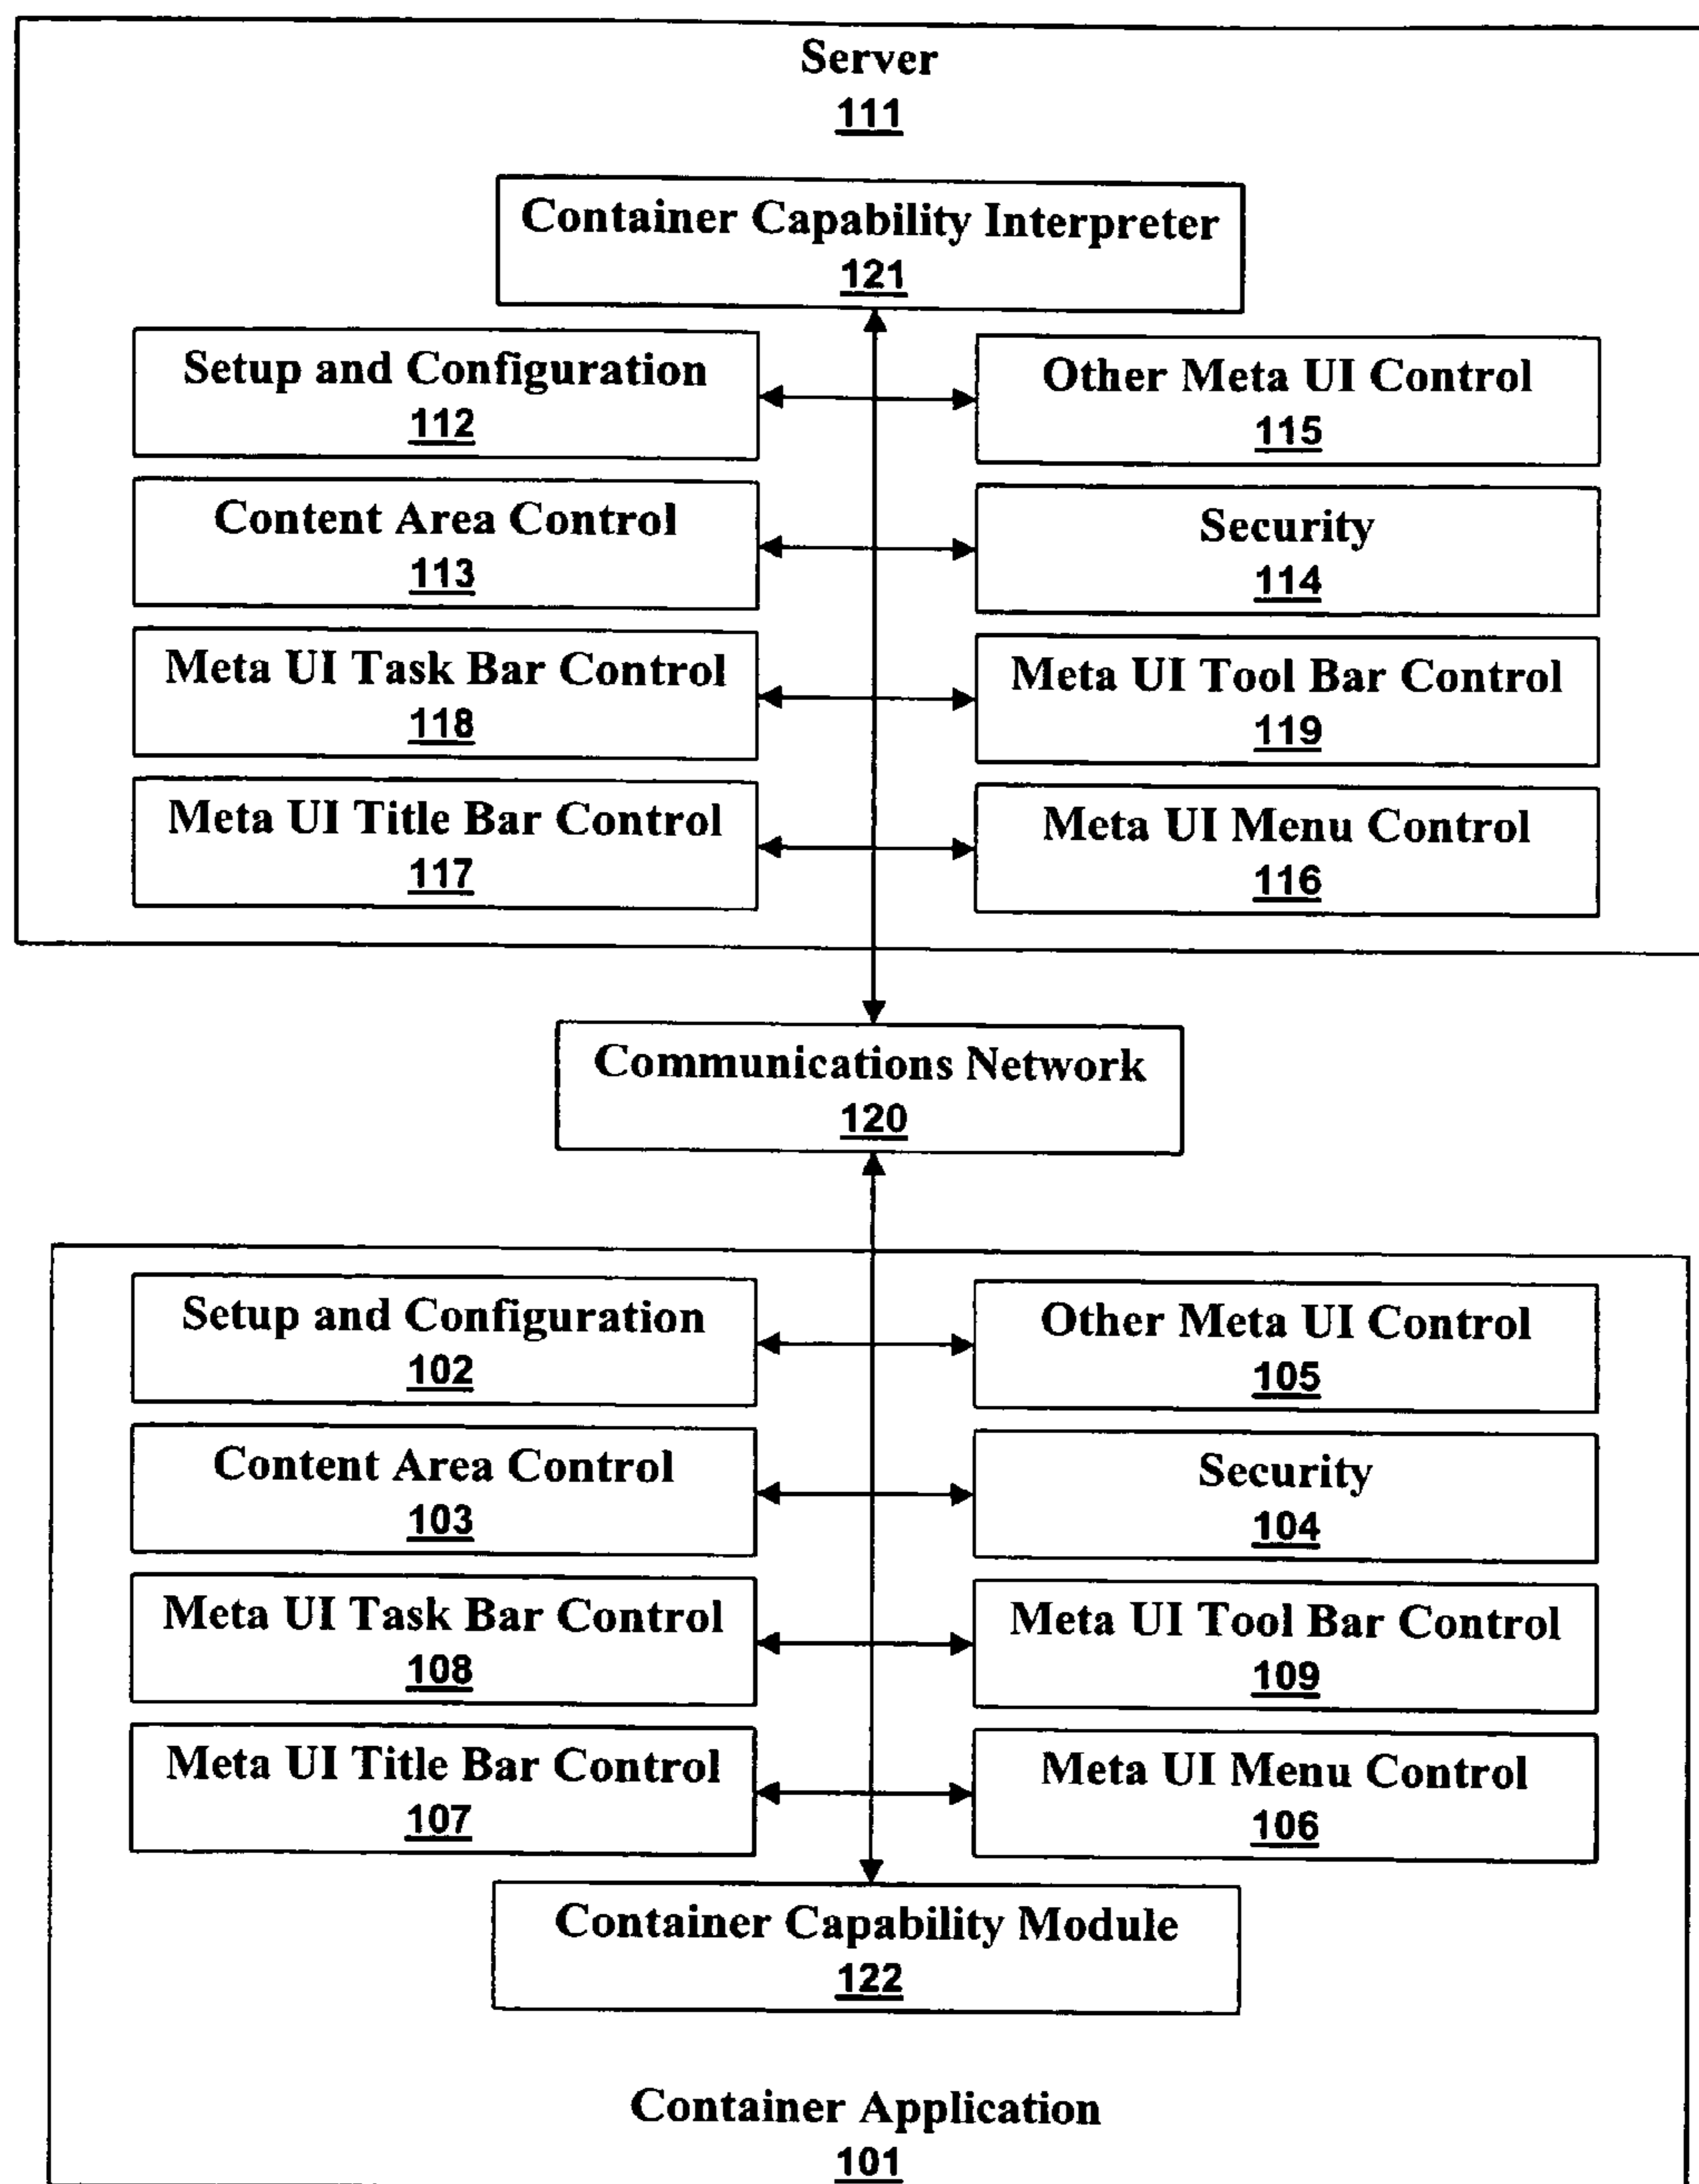 Server
111
Container Capability Interpreter
121
Setup and Configuration
112
Other Meta UI Control
115
Content Area Control
113
Security
114
Meta UI Task Bar Control
118
Meta UI Tool Bar Control
119
Meta UI Title Bar Control
117
Meta UI Menu Control
116
Communications Network
120
Setup and Configuration
102
Other Meta UI Control
105
Content Area Control
103
Security
104
Meta UI Task Bar Control
108
Meta UI Tool Bar Control
109
Meta UI Title Bar Control
107
Meta UI Menu Control
106
Container Capability Module
122
Container Application
101